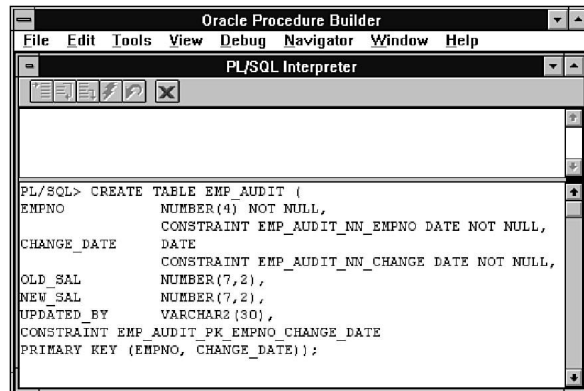 Oracle Procedure Builder
File Edit Tools View Debug Navigator Window Help
PL/SQL Interpreter
PL/SQL> CREATE TABLE EMP_AUDIT (
EMPNO NUMBER(4) NOT NULL,
CONSTRAINT EMP_AUDIT_NN_EMPNO DATE NOT NULL,
CHANGE_DATE DATE
CONSTRAINT EMP_AUDIT_NN_CHANGE DATE NOT NULL,
OLD_SAL NUMBER(7,2),
NEW_SAL NUMBER(7,2),
UPDATED_BY VARCHAR2(30),
CONSTRAINT EMP_AUDIT_PK_EMPNO_CHANGE_DATE
PRIMARY KEY (EMPNO, CHANGE_DATE));